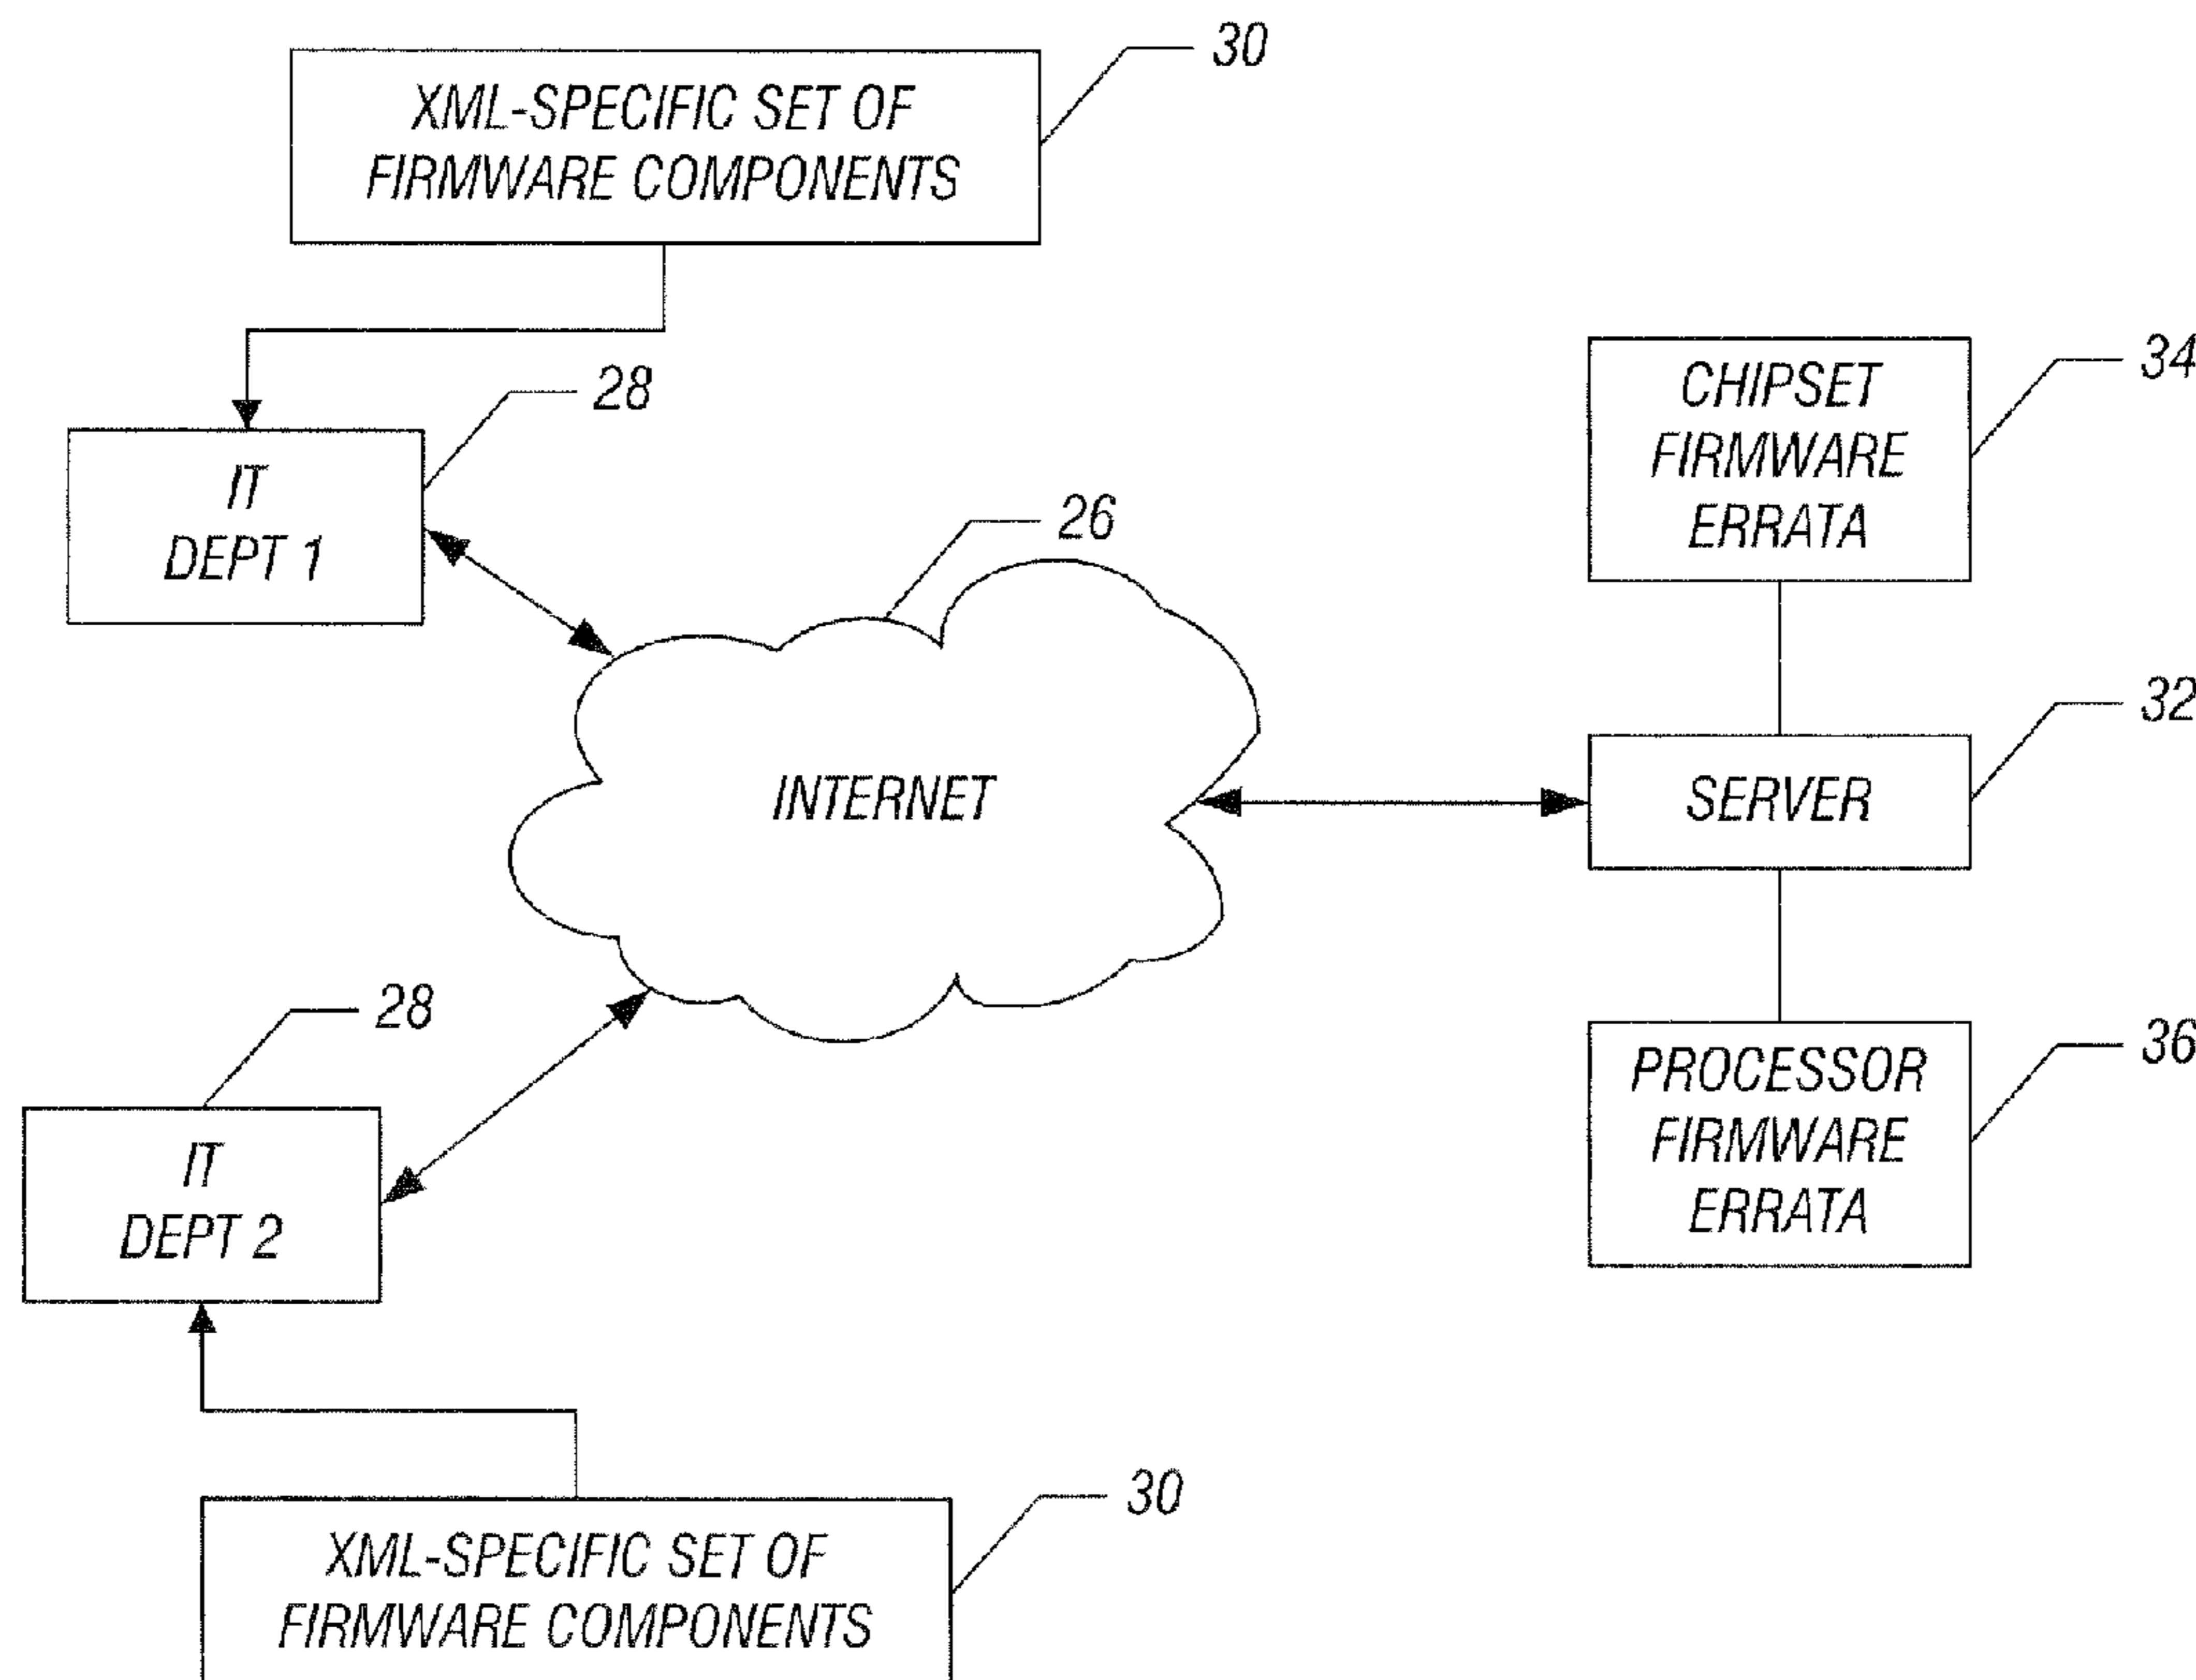 XML-SPECIFIC SET OF
FIRMWARE COMPONENTS
30
IT
DEPT 1
28
26
INTERNET
CHIPSET
FIRMWARE
ERRATA
34
SERVER
32
PROCESSOR
FIRMWARE
ERRATA
36
28
IT
DEPT 2
XML-SPECIFIC SET OF
FIRMWARE COMPONENTS
30